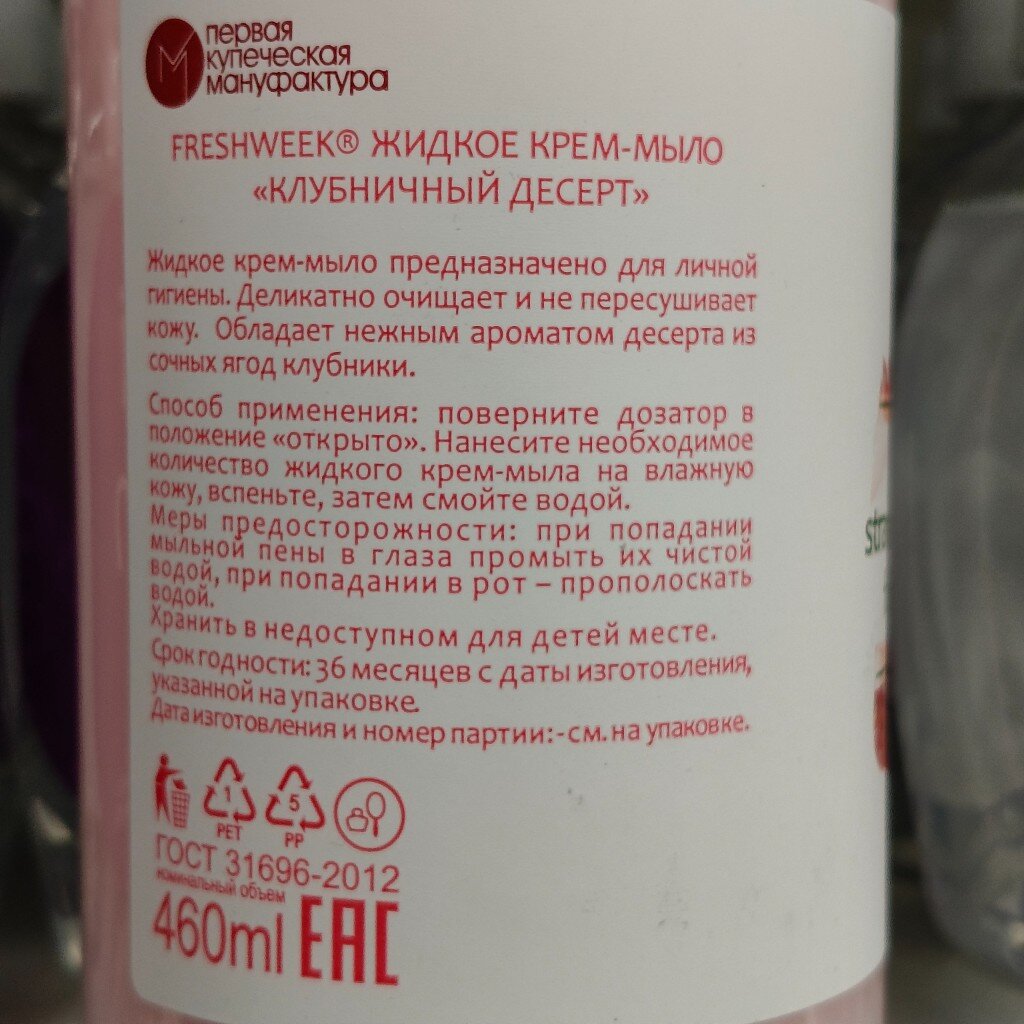 первая
купеческая
мануфактура
FRESHWEEK® ЖИДКОЕ КРЕМ-МЫЛО
«КЛУБНИЧНЫЙ ДЕСЕРТ»
Жидкое крем-мыло предназначено для личной
гигиены. Деликатно очищает и не пересушивает
кожу. Обладает нежным ароматом десерта из
сочных ягод клубники.
Способ применения: поверните дозатор в
положение «открыто». Нанесите необходимое
количество жидкого крем-мыла на влажную
кожу, вспеньте, затем смойте водой.
Меры предосторожности: при попадании
мыльной пены в глаза промыть их чистой
водой, при попадании в рот – прополоскать
водой.
Хранить в недоступном для детей месте.
Срок годности: 36 месяцев с даты изготовления,
указанной на упаковке.
Дата изготовления и номер партии:-см. на упаковке.
1 5
PET PP
ГОСТ 31696-2012
номинальный объем
460ml EAC